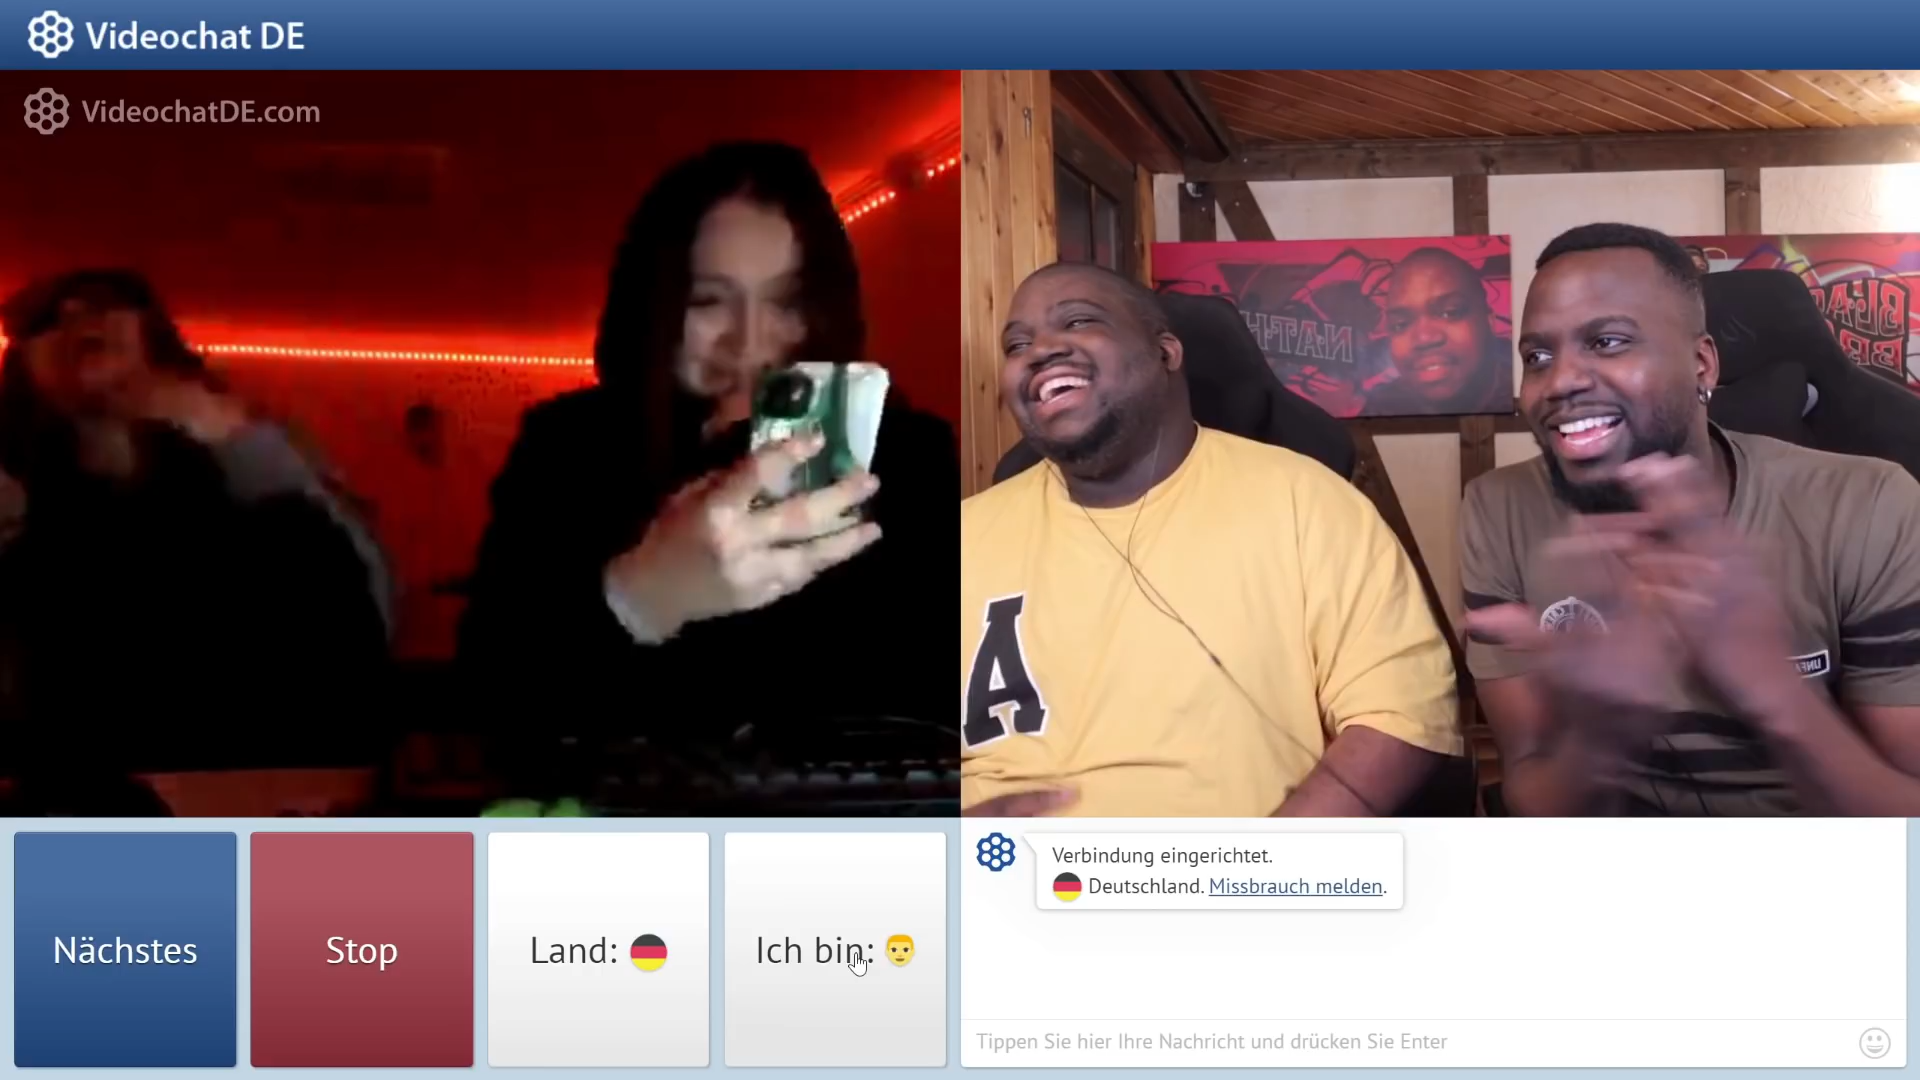 Videochat DE
VideochatDE.com
NATH
Nächstes
Stop
Land:
Ich bin:
Verbindung eingerichtet.
Deutschland. Missbrauch melden.
Tippen Sie hier Ihre Nachricht und drücken Sie Enter
A